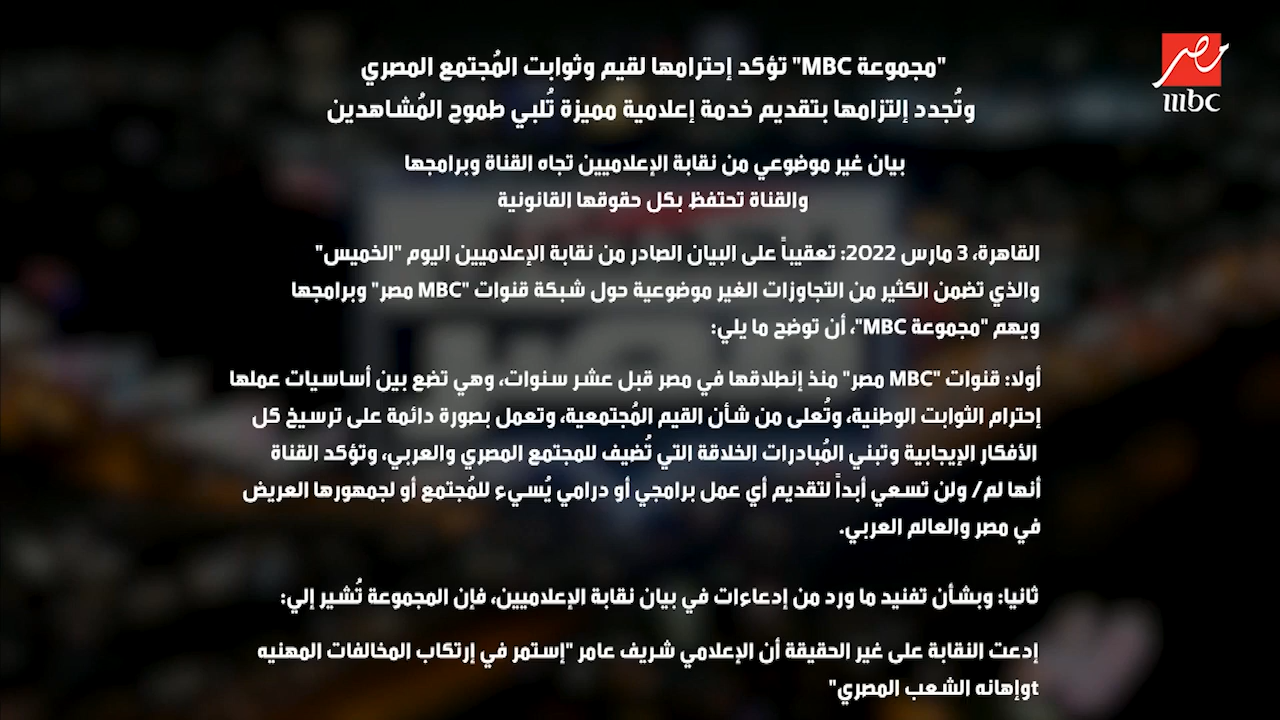 مصر
mbc
"مجموعة MBC" تؤكد إحترامها لقيم وثوابت المُجتمع المصري
وتُجدد إلتزامها بتقديم خدمة إعلامية مميزة تُلبي طموح المُشاهدين
بيان غير موضوعي من نقابة الإعلاميين تجاه القناة وبرامجها
والقناة تحتفظ بكل حقوقها القانونية
القاهرة، 3 مارس 2022: تعقيباً على البيان الصادر من نقابة الإعلاميين اليوم "الخميس"
والذي تضمن الكثير من التجاوزات الغير موضوعية حول شبكة قنوات "MBC مصر" وبرامجها
ويهم "مجموعة MBC"، أن توضح ما يلي:
أولا: قنوات "MBC مصر" منذ إنطلاقها في مصر قبل عشر سنوات، وهي تضع بين أساسيات عملها
إحترام الثوابت الوطنية، وتُعلى من شأن القيم المُجتمعية، وتعمل بصورة دائمة على ترسيخ كل
الأفكار الإيجابية وتبني المُبادرات الخلاقة التي تُضيف للمجتمع المصري والعربي، وتؤكد القناة
أنها لم/ ولن تسعي أبداً لتقديم أي عمل برامجي أو درامي يُسيء للمُجتمع أو لجمهورها العريض
في مصر والعالم العربي.
ثانيا: وبشأن تفنيد ما ورد من إدعاءات في بيان نقابة الإعلاميين، فإن المجموعة تُشير إلي:
إدعت النقابة على غير الحقيقة أن الإعلامي شريف عامر "إستمر في إرتكاب المخالفات المهنيه
tوإهانه الشعب المصري"